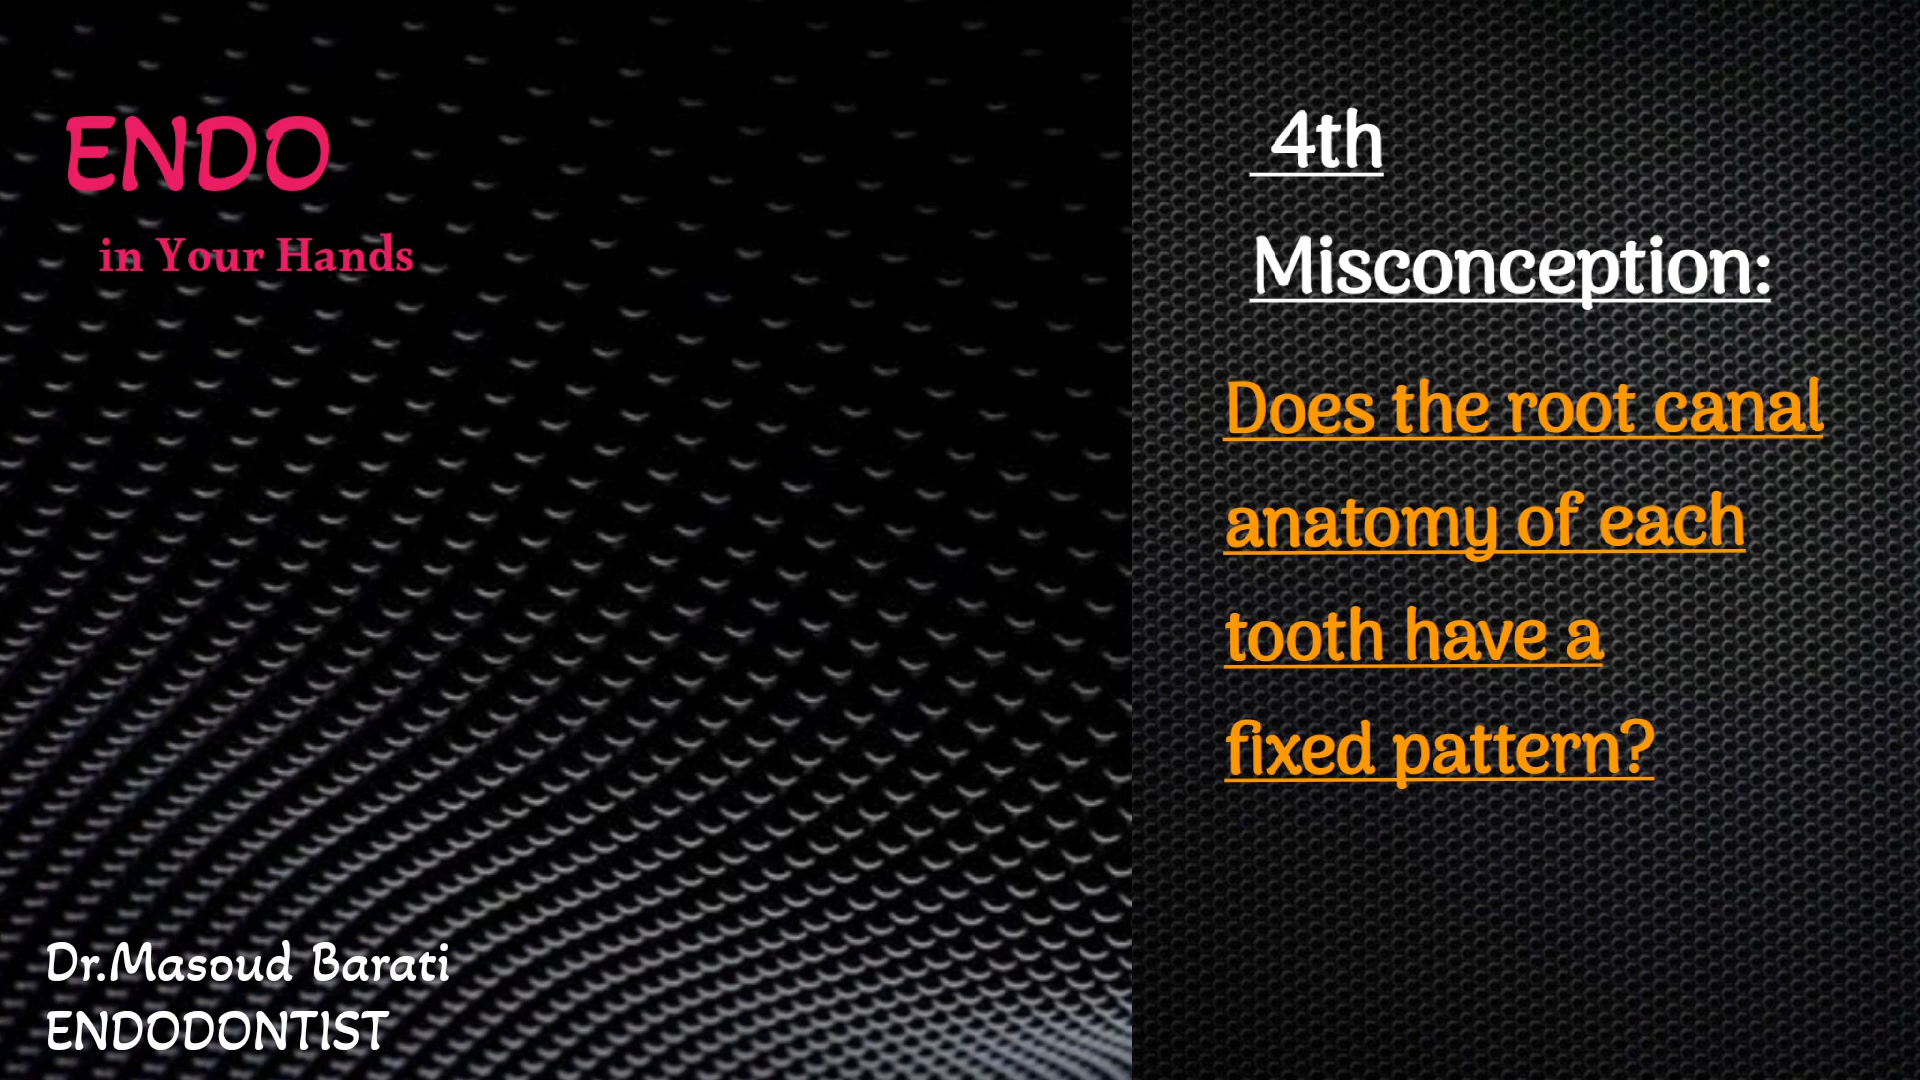 ENDO
in Your Hands
Dr.Masoud Barati
ENDODONTIST
4th
Misconception:
Does the root canal
anatomy of each
tooth have a
fixed pattern?